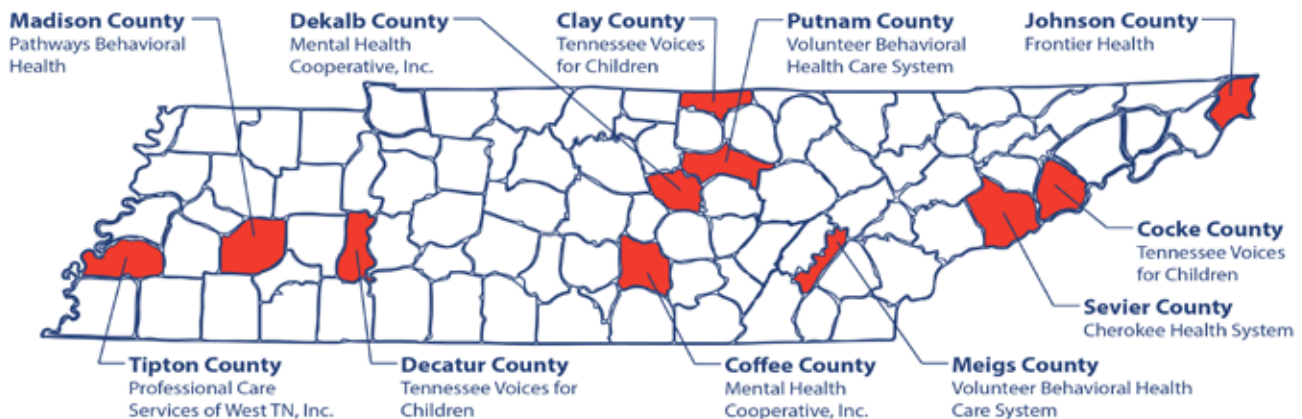 Madison County
Pathways Behavioral
Health
Dekalb County
Mental Health
Cooperative, Inc.
Clay County
Tennessee Voices
for Children
Putnam County
Volunteer Behavioral
Health Care System
Johnson County
Frontier Health
Cocke County
Tennessee Voices
for Children
Sevier County
Cherokee Health System
Tipton County
Professional Care
Services of West TN, Inc.
Decatur County
Tennessee Voices for
Children
Coffee County
Mental Health
Cooperative, Inc.
Meigs County
Volunteer Behavioral Health
Care System